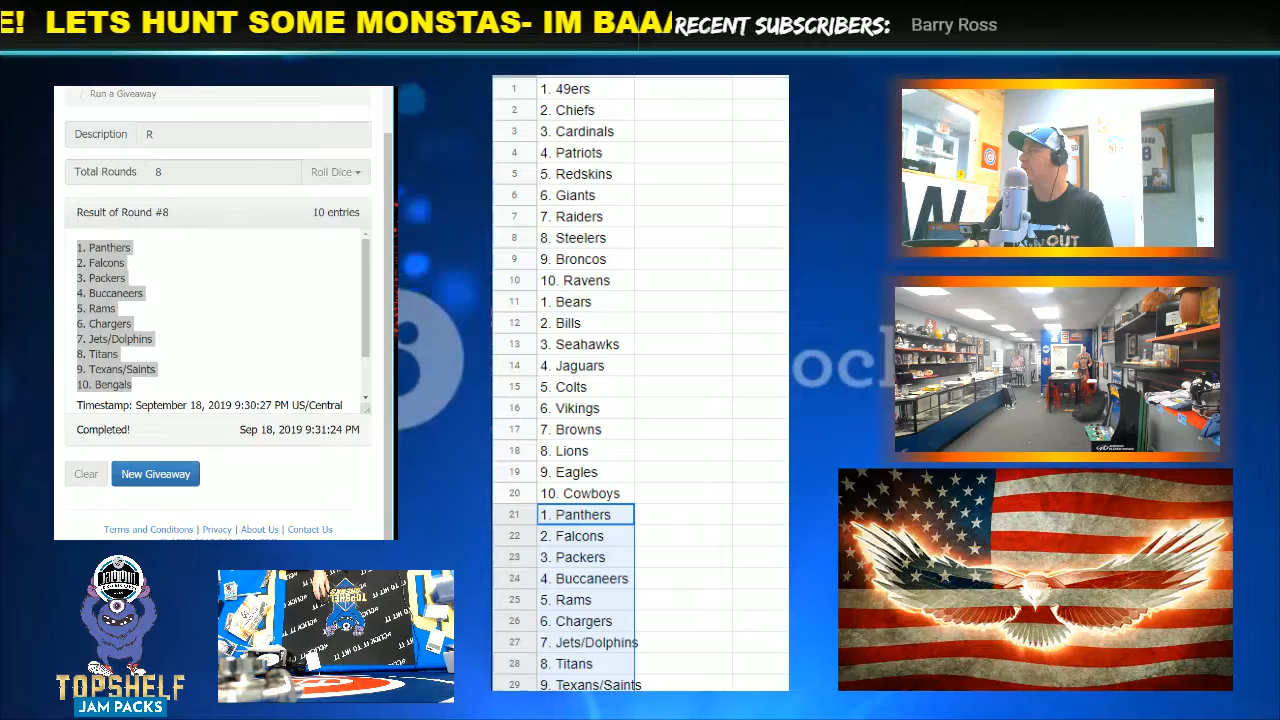 E!  LETS HUNT SOME MONSTAS- IM BAAA
RECENT SUBSCRIBERS: Barry Ross
/ Run a Giveaway
Description R
Total Rounds 8 Roll Dice
Result of Round #8 10 entries
1. Panthers
2. Falcons
3. Packers
4. Buccaneers
5. Rams
6. Chargers
7. Jets/Dolphins
8. Titans
9. Texans/Saints
10. Bengals
Timestamp: September 18, 2019 9:30:27 PM US/Central
Completed! Sep 18, 2019 9:31:24 PM
Clear New Giveaway
Terms and Conditions | Privacy | About Us | Contact Us
1 1. 49ers
2 2. Chiefs
3 3. Cardinals
4 4. Patriots
5 5. Redskins
6 6. Giants
7 7. Raiders
8 8. Steelers
9 9. Broncos
10 10. Ravens
11 1. Bears
12 2. Bills
13 3. Seahawks
14 4. Jaguars
15 5. Colts
16 6. Vikings
17 7. Browns
18 8. Lions
19 9. Eagles
20 10. Cowboys
21 1. Panthers
22 2. Falcons
23 3. Packers
24 4. Buccaneers
25 5. Rams
26 6. Chargers
27 7. Jets/Dolphins
28 8. Titans
29 9. Texans/Saints
OUT
TOPSHELF
JAM PACKS
TOPSHELF